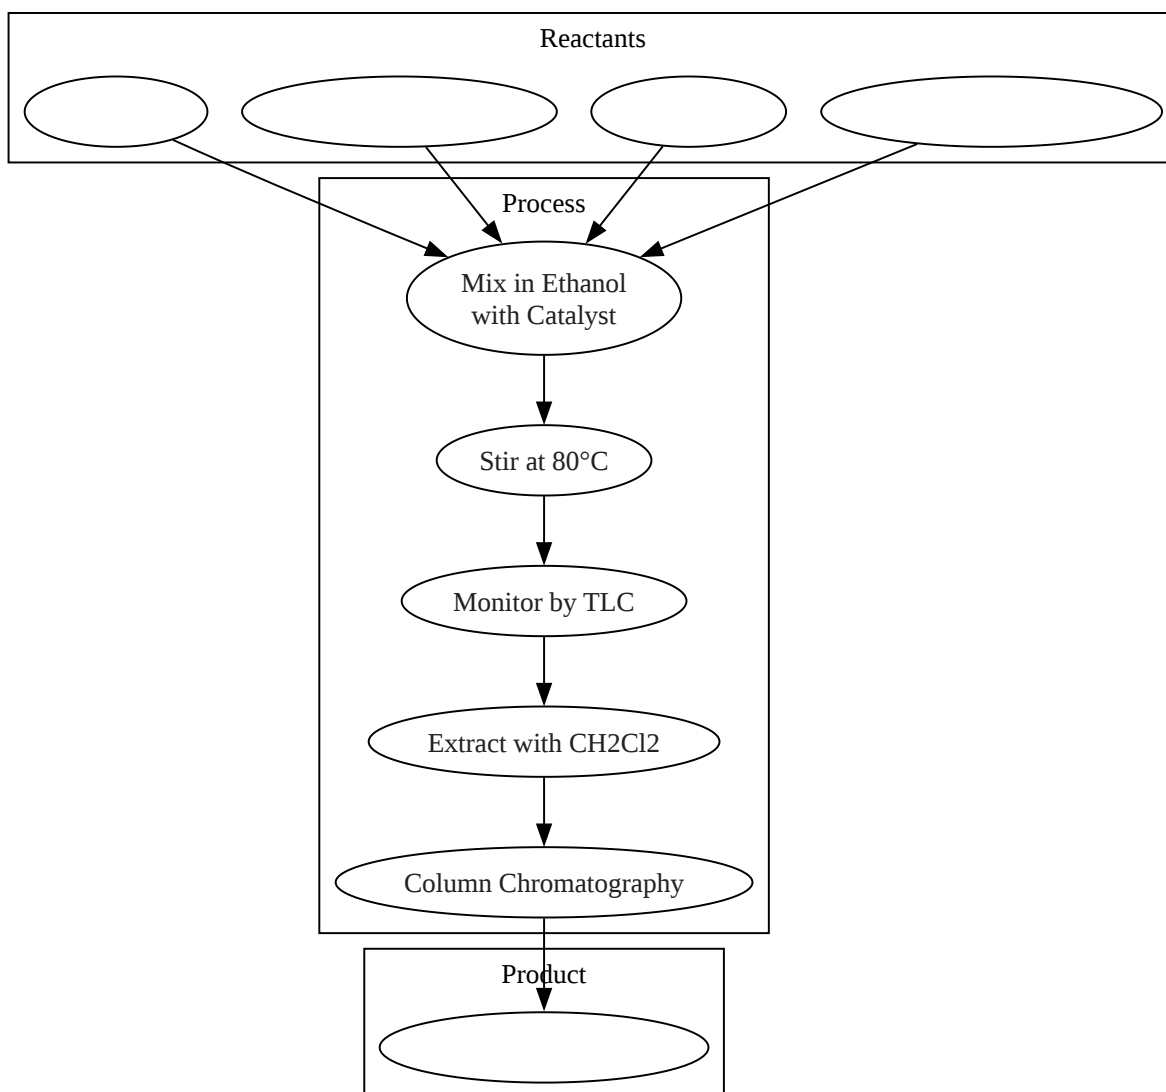 Reactants
Process
Mix in Ethanol
with Catalyst
Stir at 80°C
Monitor by TLC
Extract with CH2Cl2
Column Chromatography
Product